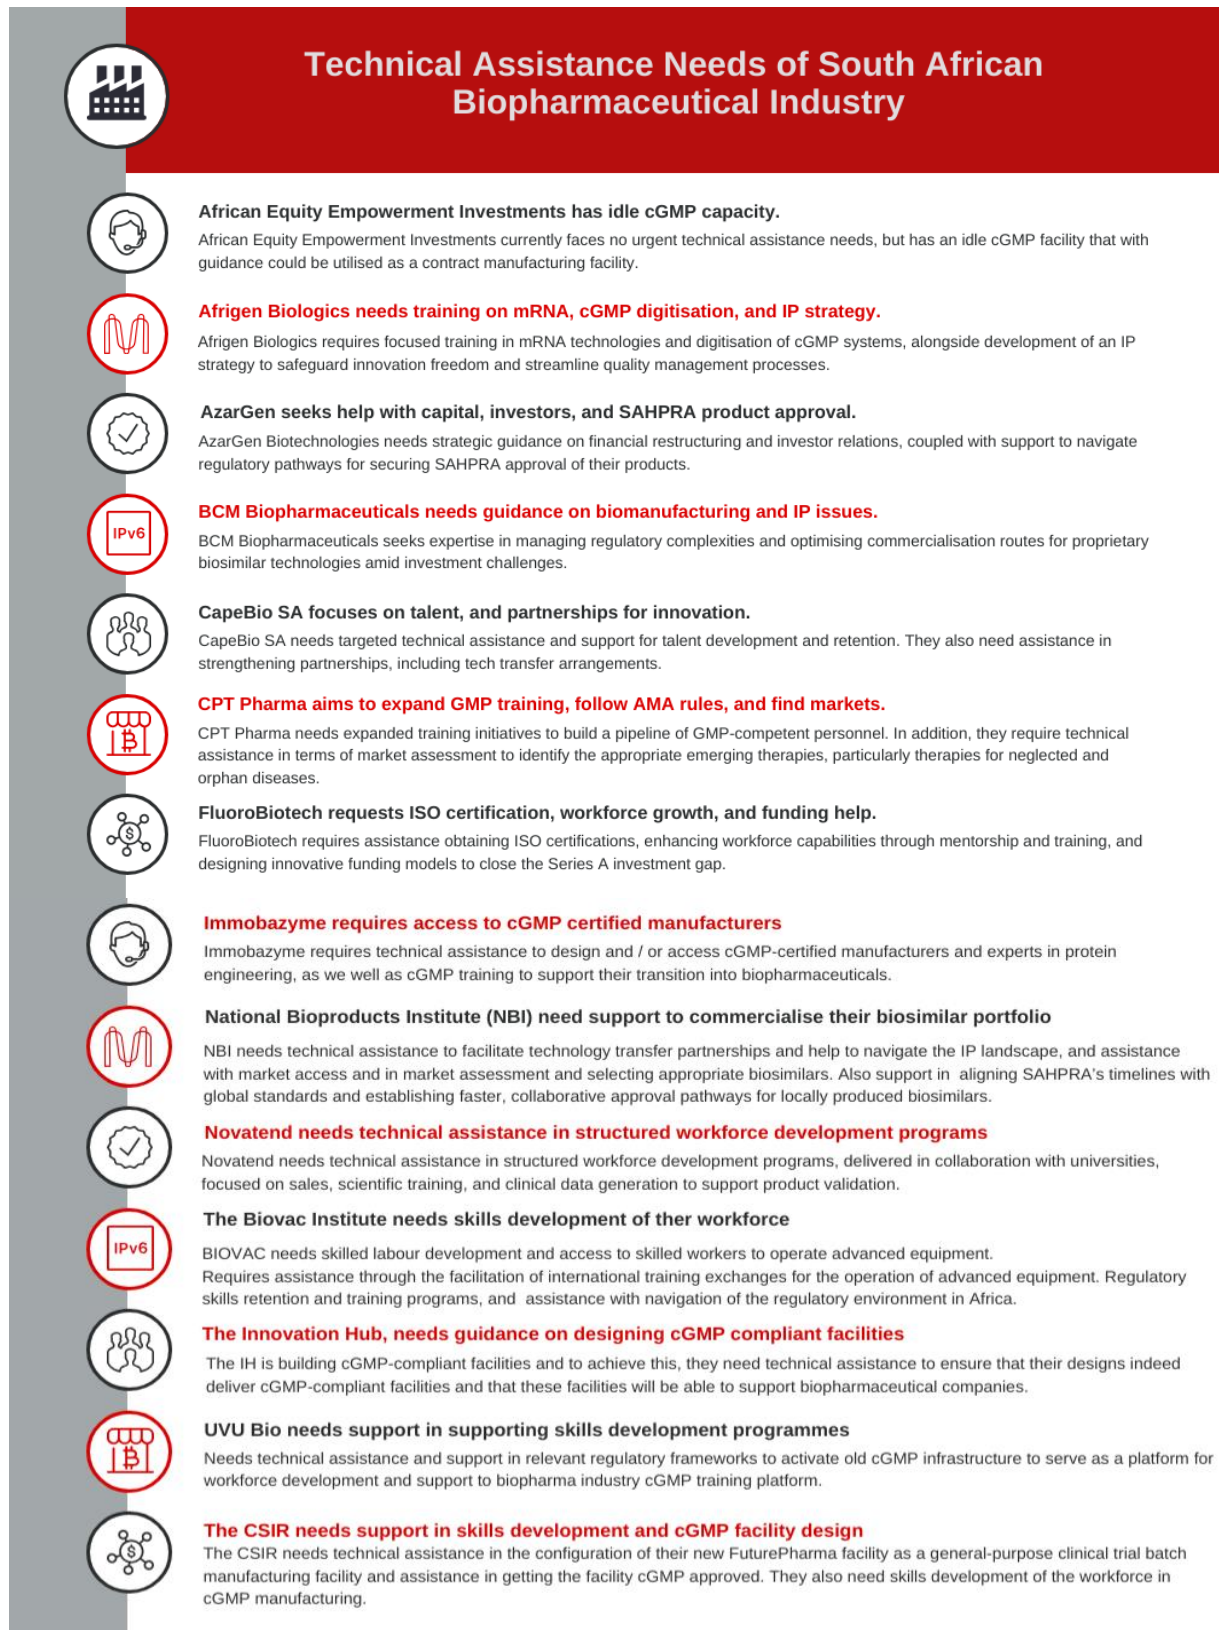 Technical Assistance Needs of South African
Biopharmaceutical Industry
African Equity Empowerment Investments has idle cGMP capacity.
African Equity Empowerment Investments currently faces no urgent technical assistance needs, but has an idle cGMP facility that with
guidance could be utilised as a contract manufacturing facility.
Afrigen Biologics needs training on mRNA, cGMP digitisation, and IP strategy.
Afrigen Biologics requires focused training in mRNA technologies and digitisation of cGMP systems, alongside development of an IP
strategy to safeguard innovation freedom and streamline quality management processes.
AzarGen seeks help with capital, investors, and SAHPRA product approval.
AzarGen Biotechnologies needs strategic guidance on financial restructuring and investor relations, coupled with support to navigate
regulatory pathways for securing SAHPRA approval of their products.
IPv6
BCM Biopharmaceuticals needs guidance on biomanufacturing and IP issues.
BCM Biopharmaceuticals seeks expertise in managing regulatory complexities and optimising commercialisation routes for proprietary
biosimilar technologies amid investment challenges.
CapeBio SA focuses on talent, and partnerships for innovation.
CapeBio SA needs targeted technical assistance and support for talent development and retention. They also need assistance in
strengthening partnerships, including tech transfer arrangements.
CPT Pharma aims to expand GMP training, follow AMA rules, and find markets.
CPT Pharma needs expanded training initiatives to build a pipeline of GMP-competent personnel. In addition, they require technical
assistance in terms of market assessment to identify the appropriate emerging therapies, particularly therapies for neglected and
orphan diseases.
FluoroBiotech requests ISO certification, workforce growth, and funding help.
FluoroBiotech requires assistance obtaining ISO certifications, enhancing workforce capabilities through mentorship and training, and
designing innovative funding models to close the Series A investment gap.
Immobazyme requires access to cGMP certified manufacturers
Immobazyme requires technical assistance to design and / or access cGMP-certified manufacturers and experts in protein
engineering, as we well as cGMP training to support their transition into biopharmaceuticals.
National Bioproducts Institute (NBI) need support to commercialise their biosimilar portfolio
NBI needs technical assistance to facilitate technology transfer partnerships and help to navigate the IP landscape, and assistance
with market access and in market assessment and selecting appropriate biosimilars. Also support in  aligning SAHPRA's timelines with
global standards and establishing faster, collaborative approval pathways for locally produced biosimilars.
Novatend needs technical assistance in structured workforce development programs
Novatend needs technical assistance in structured workforce development programs, delivered in collaboration with universities,
focused on sales, scientific training, and clinical data generation to support product validation.
IPv6
The Biovac Institute needs skills development of ther workforce
BIOVAC needs skilled labour development and access to skilled workers to operate advanced equipment.
Requires assistance through the facilitation of international training exchanges for the operation of advanced equipment. Regulatory
skills retention and training programs, and  assistance with navigation of the regulatory environment in Africa.
The Innovation Hub, needs guidance on designing cGMP compliant facilities
The IH is building cGMP-compliant facilities and to achieve this, they need technical assistance to ensure that their designs indeed
deliver cGMP-compliant facilities and that these facilities will be able to support biopharmaceutical companies.
UVU Bio needs support in supporting skills development programmes
Needs technical assistance and support in relevant regulatory frameworks to activate old cGMP infrastructure to serve as a platform for
workforce development and support to biopharma industry cGMP training platform.
The CSIR needs support in skills development and cGMP facility design
The CSIR needs technical assistance in the configuration of their new FuturePharma facility as a general-purpose clinical trial batch
manufacturing facility and assistance in getting the facility cGMP approved. They also need skills development of the workforce in
cGMP manufacturing.